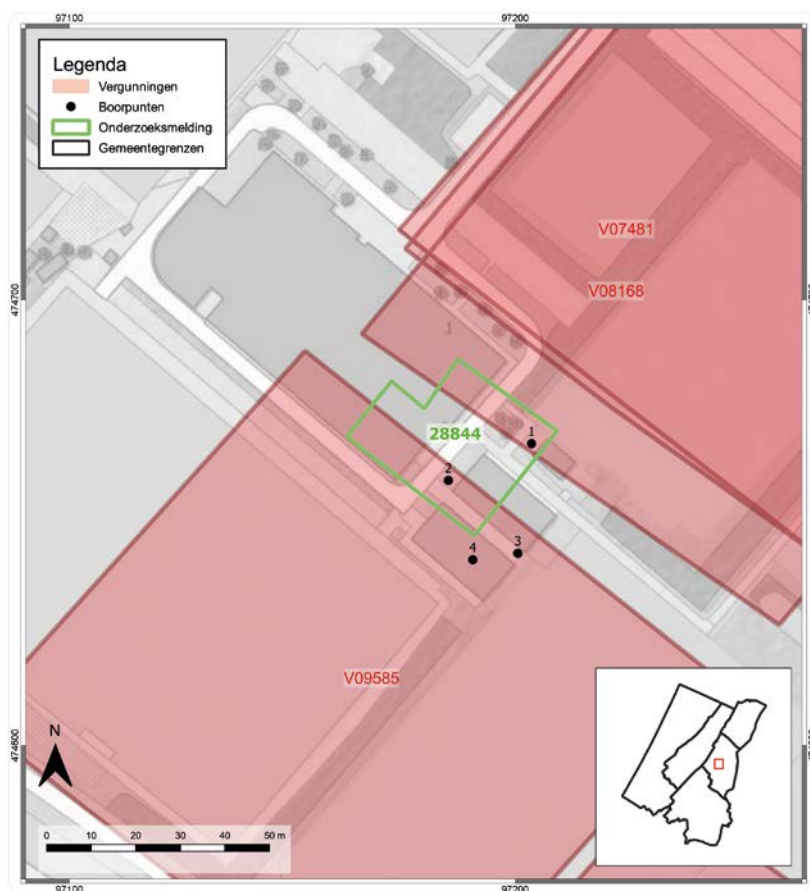 97100
97200
Legenda
Vergunningen
Boorpunten
Onderzoeksmelding
Gemeentegrenzen
V07481
V08168
474700
1
28844
1
2
4
3
V09585
474600
N
0 10 20 30 40 50 m
97100
97200